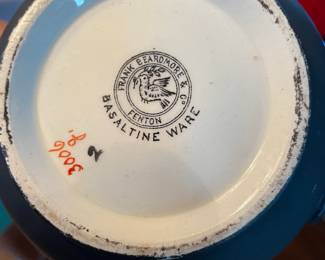 FRANK BEARDMORE & Co
FENTON
BASALTINE WARE
3006
2